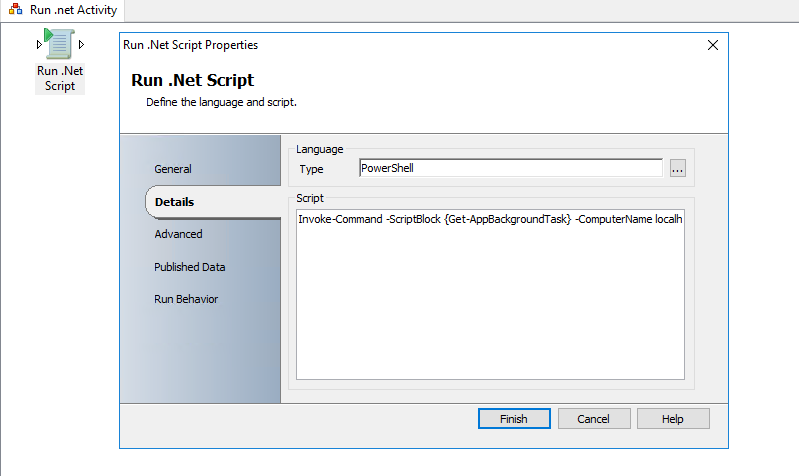 Run .net Activity
Run .Net
Script
Run .Net Script Properties
Run .Net Script
Define the language and script.
General
Details
Advanced
Published Data
Run Behavior
Language
Type
PowerShell
...
Script
Invoke-Command -ScriptBlock {Get-AppBackgroundTask} -ComputerName localh
Finish
Cancel
Help